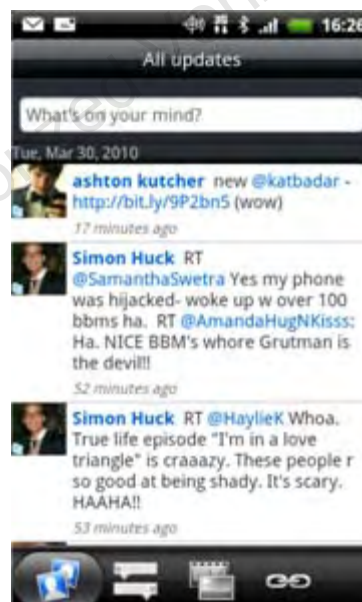 16:26
All updates
What's on your mind?
Tue, Mar 30, 2010
ashton kutcher new @katbadar -
http://bit.ly/9P2bn5 (wow)
17 minutes ago
Simon Huck RT
@SamanthaSwetra Yes my phone
was hijacked- woke up w over 100
bbms ha. RT @AmandaHugNKisss:
Ha. NICE BBM's whore Grutman is
the devil!!
52 minutes ago
Simon Huck RT @HaylieK Whoa.
True life episode "I'm in a love
triangle" is craaazy. These people r
so good at being shady. It's scary.
HAAHA!!
53 minutes ago